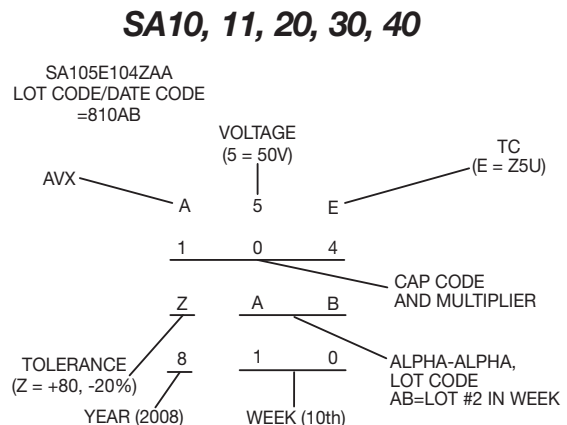 SA10, 11, 20, 30, 40
SA105E104ZAA
LOT CODE/DATE CODE
=810AB
VOLTAGE
(5 = 50V)
TC
(E = Z5U)
AVX
A 5 E
1 0 4
CAP CODE
AND MULTIPLIER
Z A B
TOLERANCE
(Z = +80, -20%)
8 1 0
ALPHA-ALPHA,
LOT CODE
AB=LOT #2 IN WEEK
YEAR (2008)
WEEK (10th)